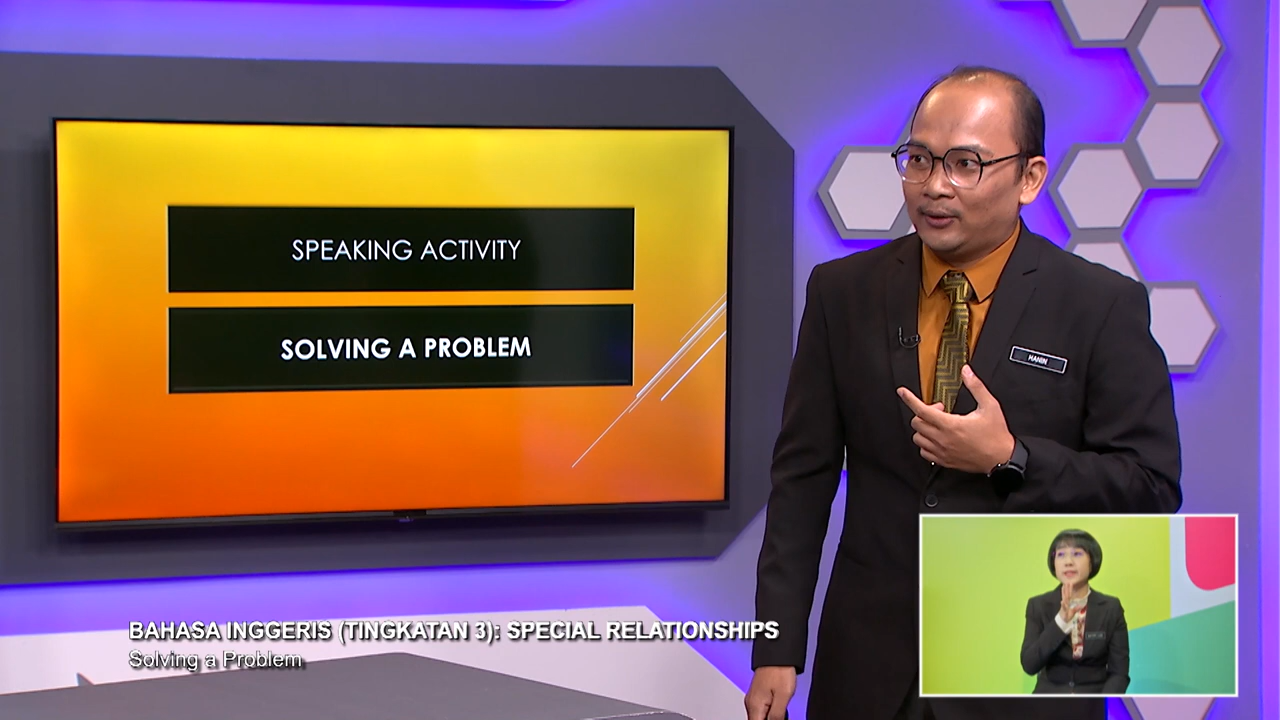 SPEAKING ACTIVITY
SOLVING A PROBLEM
HANIN
BAHASA INGGERIS (TINGKATAN 3): SPECIAL RELATIONSHIPS
Solving a Problem